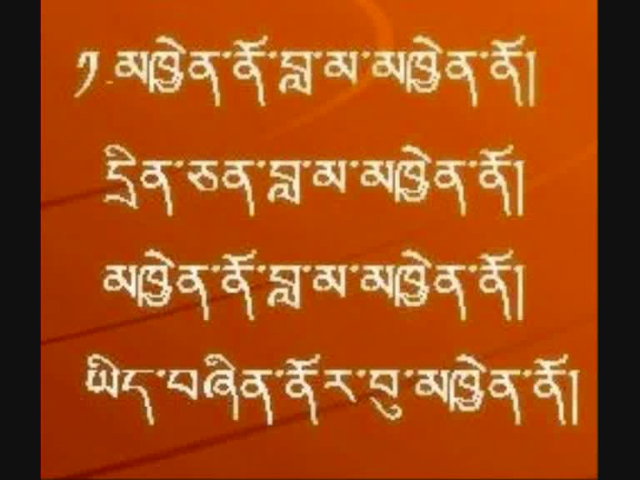 ༡.མཁྱེན་ནོ་བླ་མ་མཁྱེན་ནོ།
དྲིན་ཅན་བླ་མ་མཁྱེན་ནོ།
མཁྱེན་ནོ་བླ་མ་མཁྱེན་ནོ།
ཡིད་བཞིན་ནོར་བུ་མཁྱེན་ནོ།